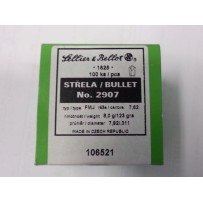 Sellier & Bellot
• 1825 •
100 ks / pcs
STŘELA / BULLET
No. 2907
typ / type FMJ ráže / calibre 7,62
hmotnost / weight 8,0 g/123 grs
průměr / diameter 7,92/.311
MADE IN CZECH REPUBLIC
106521